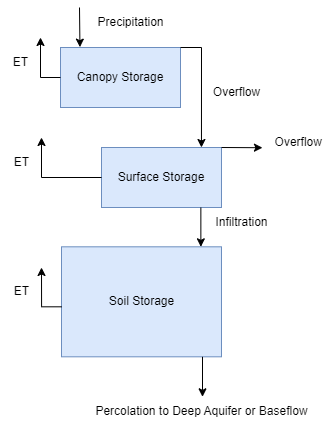 Precipitation
ET
Canopy Storage
Overflow
Overflow
ET
Surface Storage
Infiltration
ET
Soil Storage
Percolation to Deep Aquifer or Baseflow